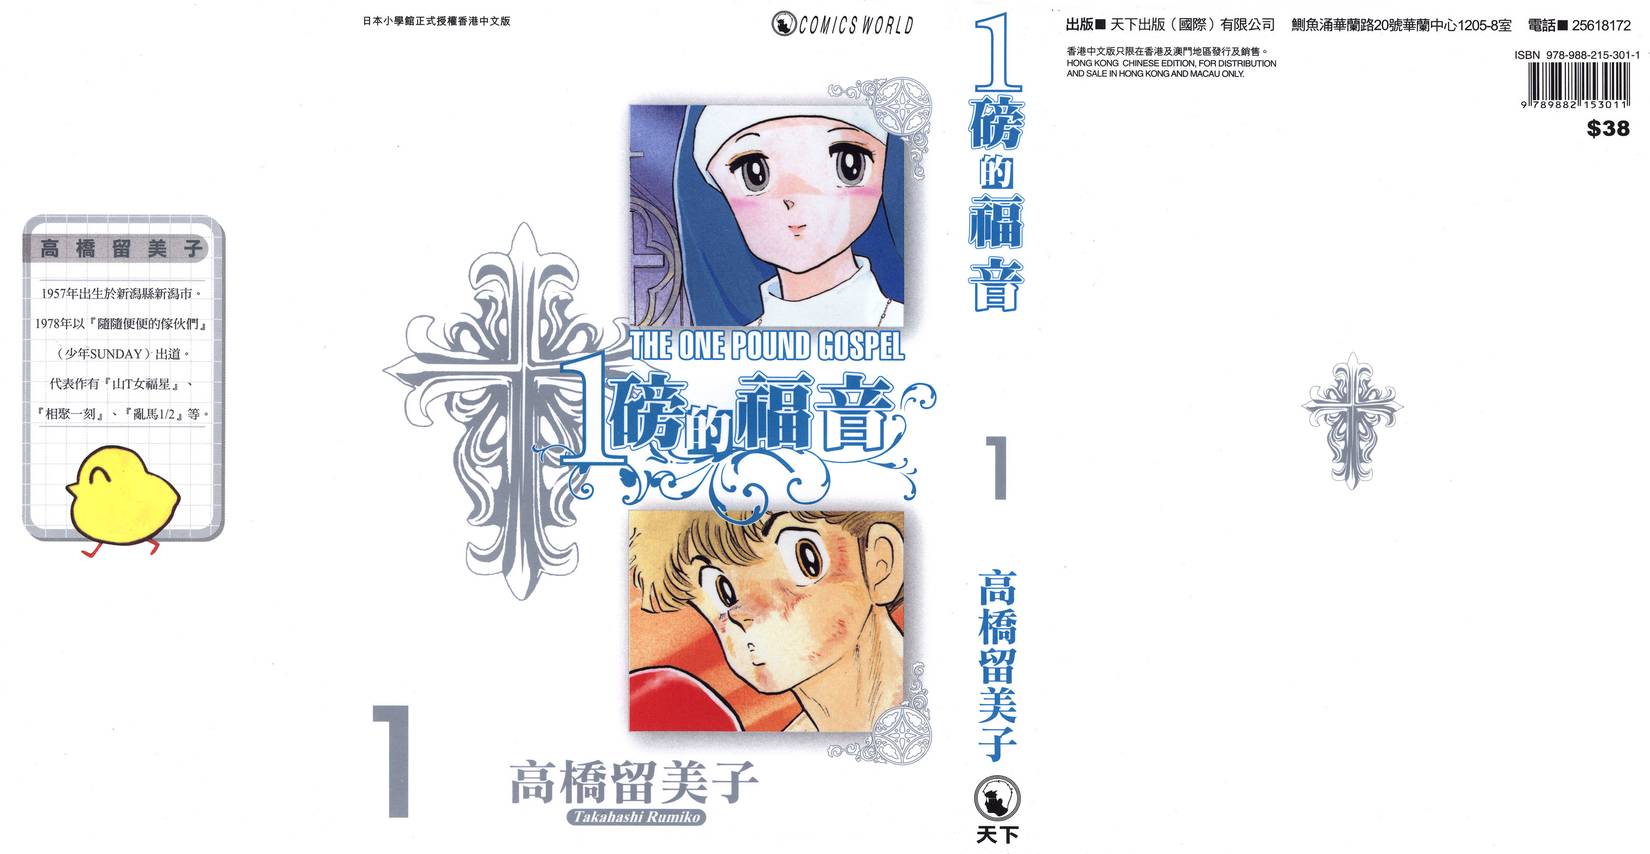 高橋留美子
1957年出生於新潟縣新潟市。
1978年以『隨隨便便的傢伙們』
（少年SUNDAY）出道。
代表作有『山T女福星』、
『相聚一刻』、『亂馬1/2』等。
日本小學館正式授權香港中文版
COMICS WORLD
THE ONE POUND GOSPEL
1磅的福音
1
高橋留美子
Takahashi Rumiko
1磅的福音
1
高橋留美子
天下
出版■ 天下出版（國際）有限公司 鰂魚涌華蘭路20號華蘭中心1205-8室 電話■ 25618172
香港中文版只限在香港及澳門地區發行及銷售。
HONG KONG CHINESE EDITION, FOR DISTRIBUTION
AND SALE IN HONG KONG AND MACAU ONLY.
ISBN 978-988-215-301-1
9 789882 153011
$38